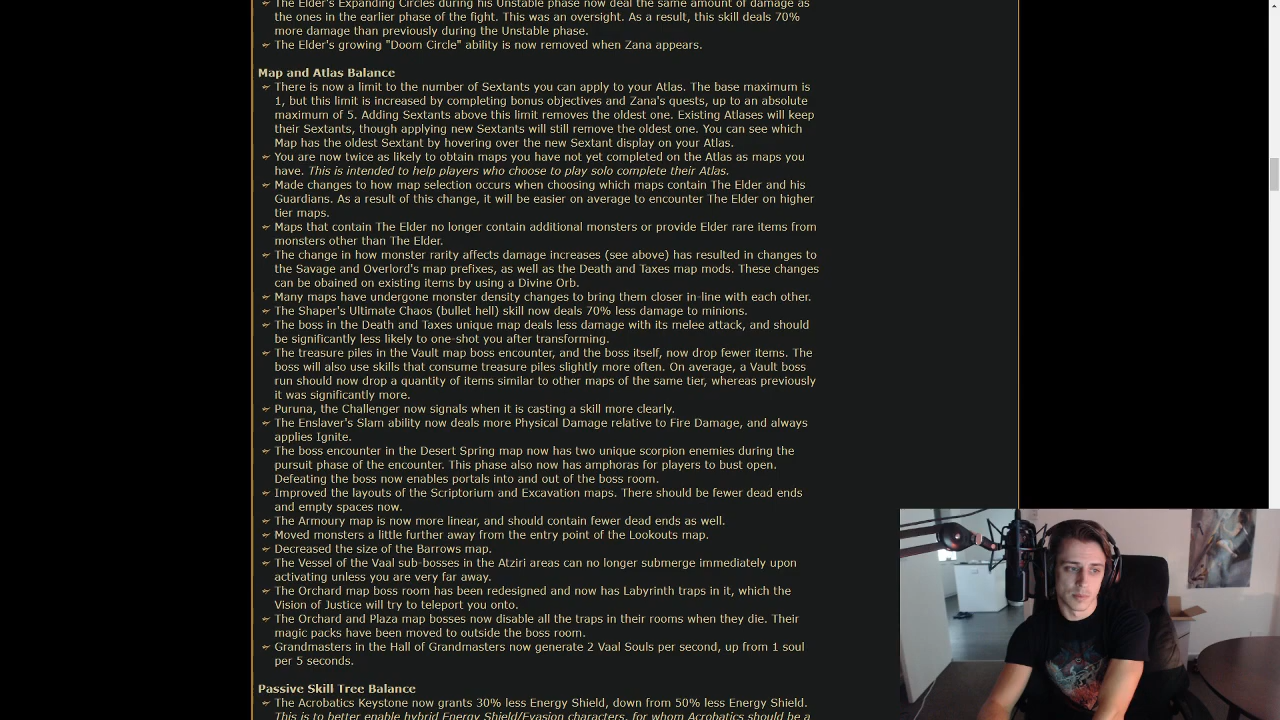 The Elder's Expanding Circles during his Unstable phase now deal the same amount of damage as
the ones in the earlier phase of the fight. This was an oversight. As a result, this skill deals 70%
more damage than previously during the Unstable phase.
The Elder's growing "Doom Circle" ability is now removed when Zana appears.
Map and Atlas Balance
There is now a limit to the number of Sextants you can apply to your Atlas. The base maximum is
1, but this limit is increased by completing bonus objectives and Zana's quests, up to an absolute
maximum of 5. Adding Sextants above this limit removes the oldest one. Existing Atlases will keep
their Sextants, though applying new Sextants will still remove the oldest one. You can see which
Map has the oldest Sextant by hovering over the new Sextant display on your Atlas.
You are now twice as likely to obtain maps you have not yet completed on the Atlas as maps you
have. This is intended to help players who choose to play solo complete their Atlas.
Made changes to how map selection occurs when choosing which maps contain The Elder and his
Guardians. As a result of this change, it will be easier on average to encounter The Elder on higher
tier maps.
Maps that contain The Elder no longer contain additional monsters or provide Elder rare items from
monsters other than The Elder.
The change in how monster rarity affects damage increases (see above) has resulted in changes to
the Savage and Overlord's map prefixes, as well as the Death and Taxes map mods. These changes
can be obained on existing items by using a Divine Orb.
Many maps have undergone monster density changes to bring them closer in-line with each other.
The Shaper's Ultimate Chaos (bullet hell) skill now deals 70% less damage to minions.
The boss in the Death and Taxes unique map deals less damage with its melee attack, and should
be significantly less likely to one-shot you after transforming.
The treasure piles in the Vault map boss encounter, and the boss itself, now drop fewer items. The
boss will also use skills that consume treasure piles slightly more often. On average, a Vault boss
run should now drop a quantity of items similar to other maps of the same tier, whereas previously
it was significantly more.
Puruna, the Challenger now signals when it is casting a skill more clearly.
The Enslaver's Slam ability now deals more Physical Damage relative to Fire Damage, and always
applies Ignite.
The boss encounter in the Desert Spring map now has two unique scorpion enemies during the
pursuit phase of the encounter. This phase also now has amphoras for players to bust open.
Defeating the boss now enables portals into and out of the boss room.
Improved the layouts of the Scriptorium and Excavation maps. There should be fewer dead ends
and empty spaces now.
The Armoury map is now more linear, and should contain fewer dead ends as well.
Moved monsters a little further away from the entry point of the Lookouts map.
Decreased the size of the Barrows map.
The Vessel of the Vaal sub-bosses in the Atziri areas can no longer submerge immediately upon
activating unless you are very far away.
The Orchard map boss room has been redesigned and now has Labyrinth traps in it, which the
Vision of Justice will try to teleport you onto.
The Orchard and Plaza map bosses now disable all the traps in their rooms when they die. Their
magic packs have been moved to outside the boss room.
Grandmasters in the Hall of Grandmasters now generate 2 Vaal Souls per second, up from 1 soul
per 5 seconds.
Passive Skill Tree Balance
The Acrobatics Keystone now grants 30% less Energy Shield, down from 50% less Energy Shield.
This is to better enable hybrid Energy Shield/Evasion characters, for whom Acrobatics should be a